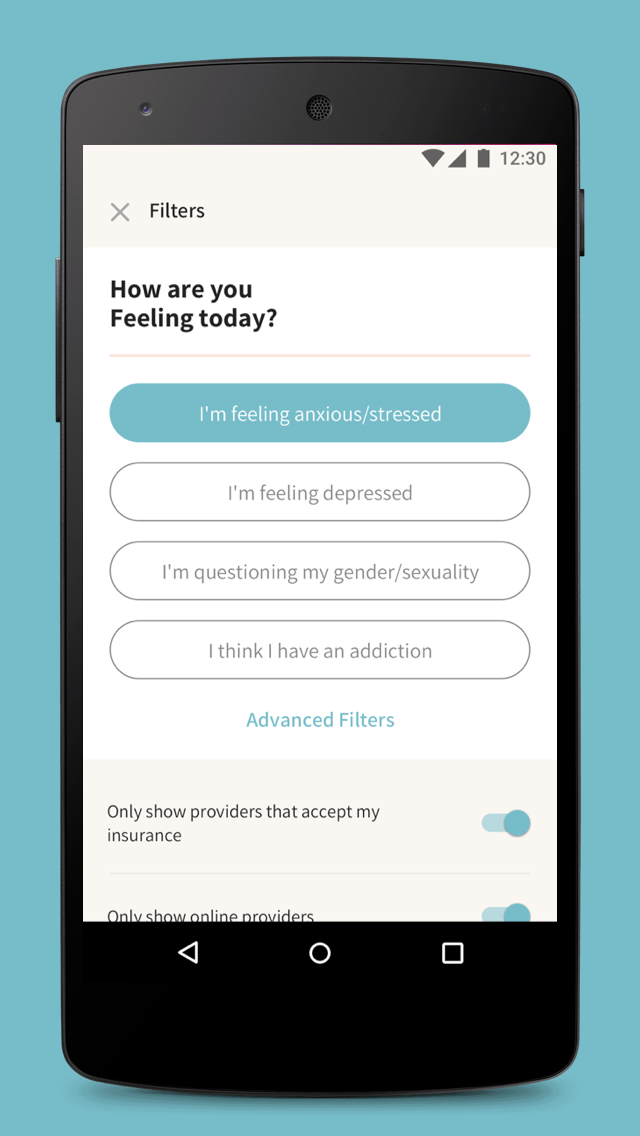 12:30
Filters
How are you
Feeling today?
I'm feeling anxious/stressed
I'm feeling depressed
I'm questioning my gender/sexuality
I think I have an addiction
Advanced Filters
Only show providers that accept my
insurance
Only show online providers